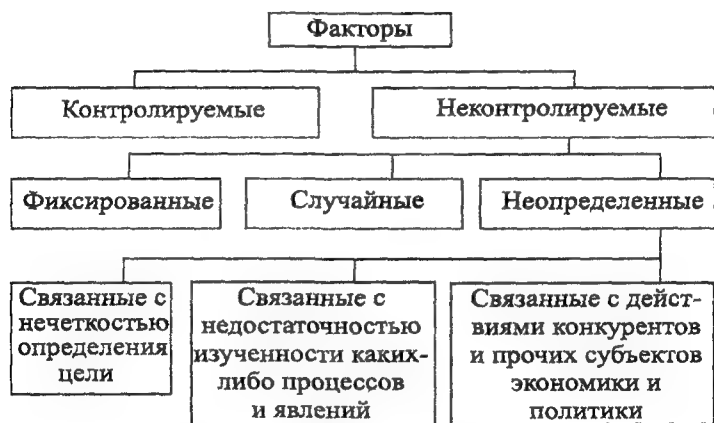 Факторы
Контролируемые
Неконтролируемые
Фиксированные
Случайные
Неопределенные
Связанные с
нечеткостью
определения
цели
Связанные с
недостаточностью
изученности каких-
либо процессов
и явлений
Связанные с дейст-
виями конкурентов
и прочих субъектов
экономики и
политики